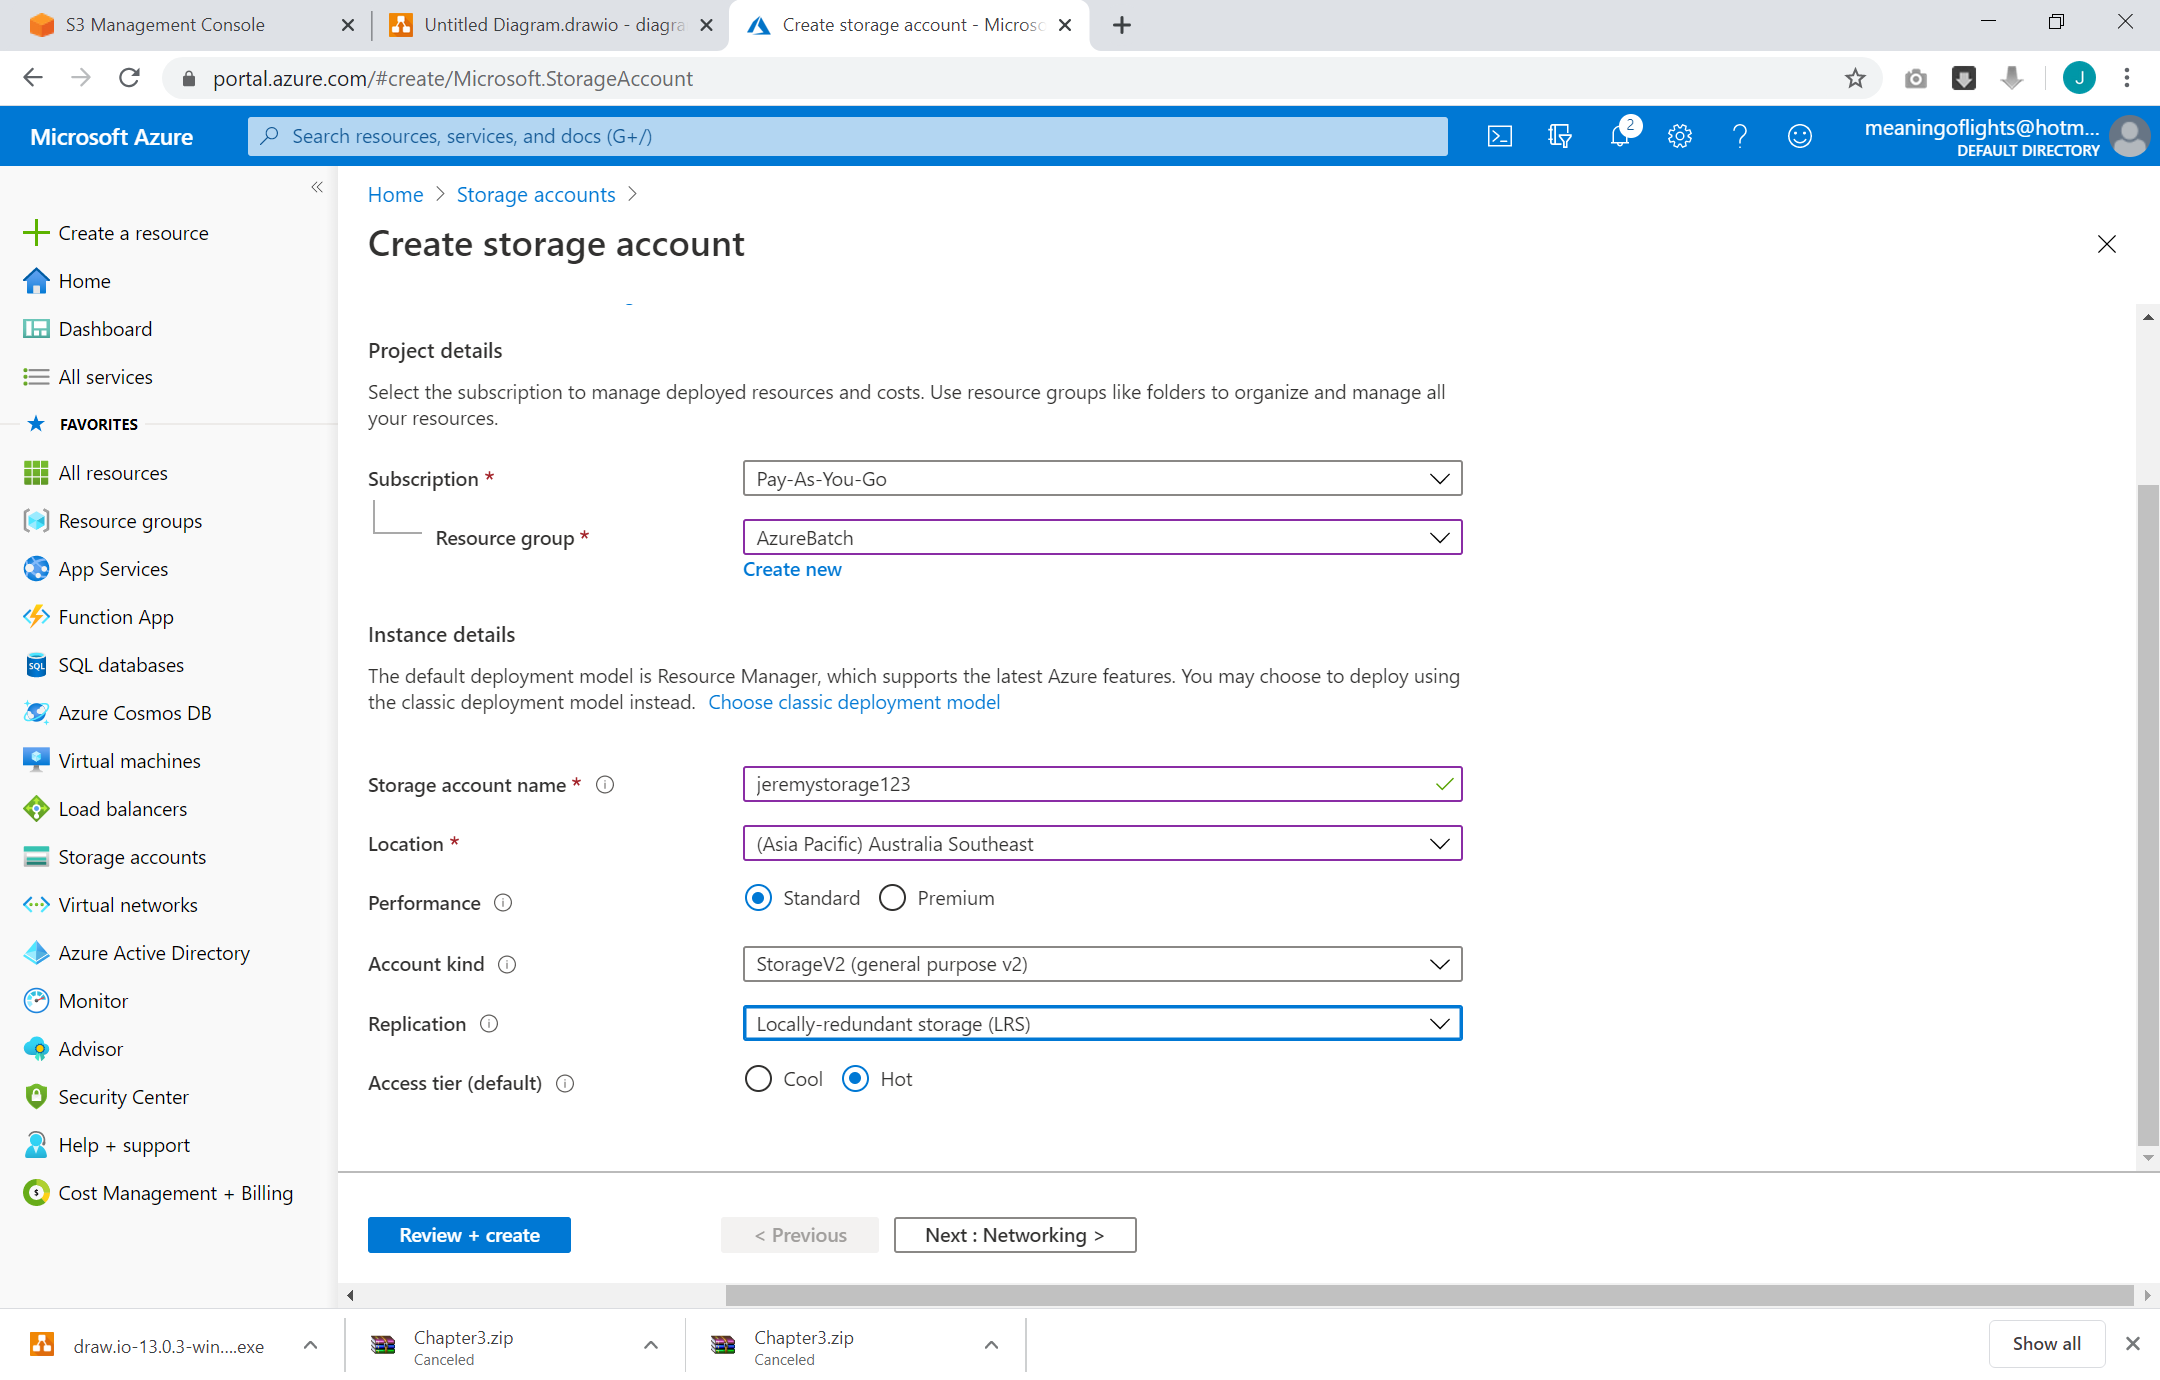 S3 Management Console
Untitled Diagram.drawio - diagra
Create storage account - Microsc
portal.azure.com/#create/Microsoft.StorageAccount
J
Microsoft Azure
Search resources, services, and docs (G+/)
2
meaningoflights@hotm...
DEFAULT DIRECTORY
Home > Storage accounts >
Create storage account
Create a resource
Home
Dashboard
All services
FAVORITES
All resources
Resource groups
App Services
Function App
SQL databases
Azure Cosmos DB
Virtual machines
Load balancers
Storage accounts
Virtual networks
Azure Active Directory
Monitor
Advisor
Security Center
Help + support
Cost Management + Billing
Project details
Select the subscription to manage deployed resources and costs. Use resource groups like folders to organize and manage all
your resources.
Subscription *
Pay-As-You-Go
Resource group *
AzureBatch
Create new
Instance details
The default deployment model is Resource Manager, which supports the latest Azure features. You may choose to deploy using
the classic deployment model instead. Choose classic deployment model
Storage account name *
jeremystorage123
Location *
(Asia Pacific) Australia Southeast
Performance
Standard
Premium
Account kind
StorageV2 (general purpose v2)
Replication
Locally-redundant storage (LRS)
Access tier (default)
Cool
Hot
Review + create
< Previous
Next : Networking >
draw.io-13.0.3-win....exe
Chapter3.zip
Canceled
Chapter3.zip
Canceled
Show all